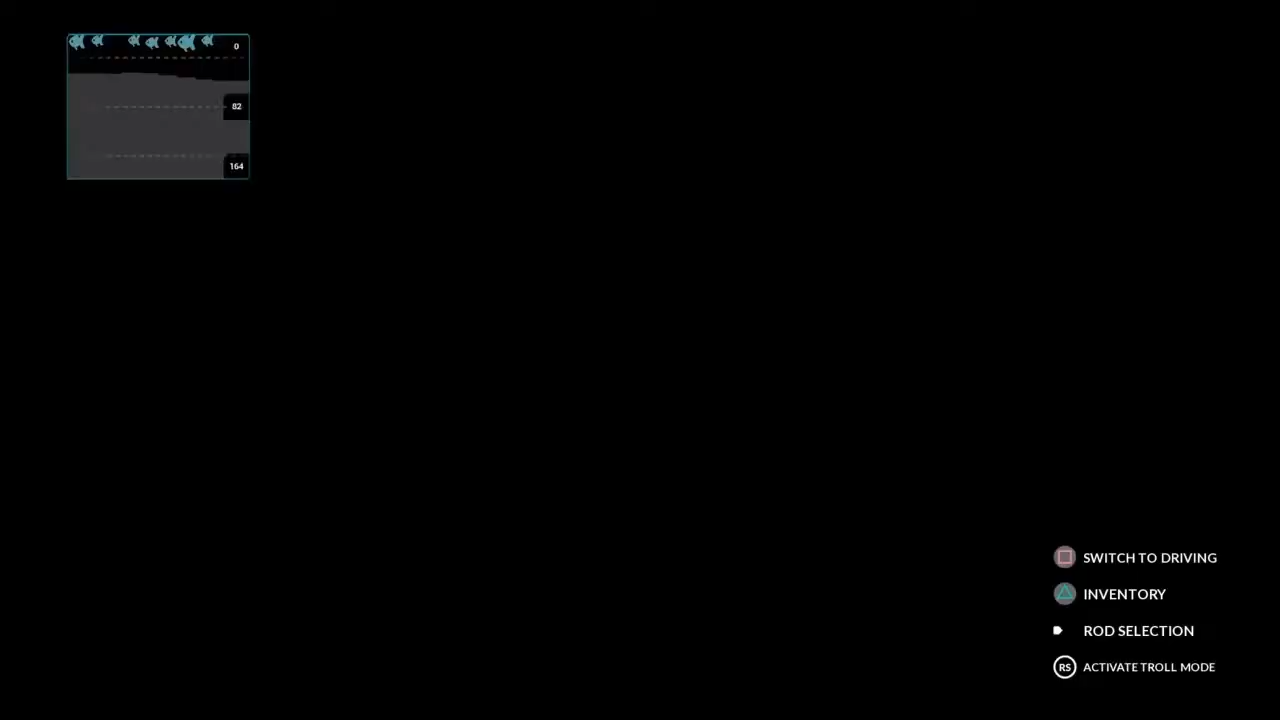 0
82
164
SWITCH TO DRIVING
INVENTORY
ROD SELECTION
RS ACTIVATE TROLL MODE